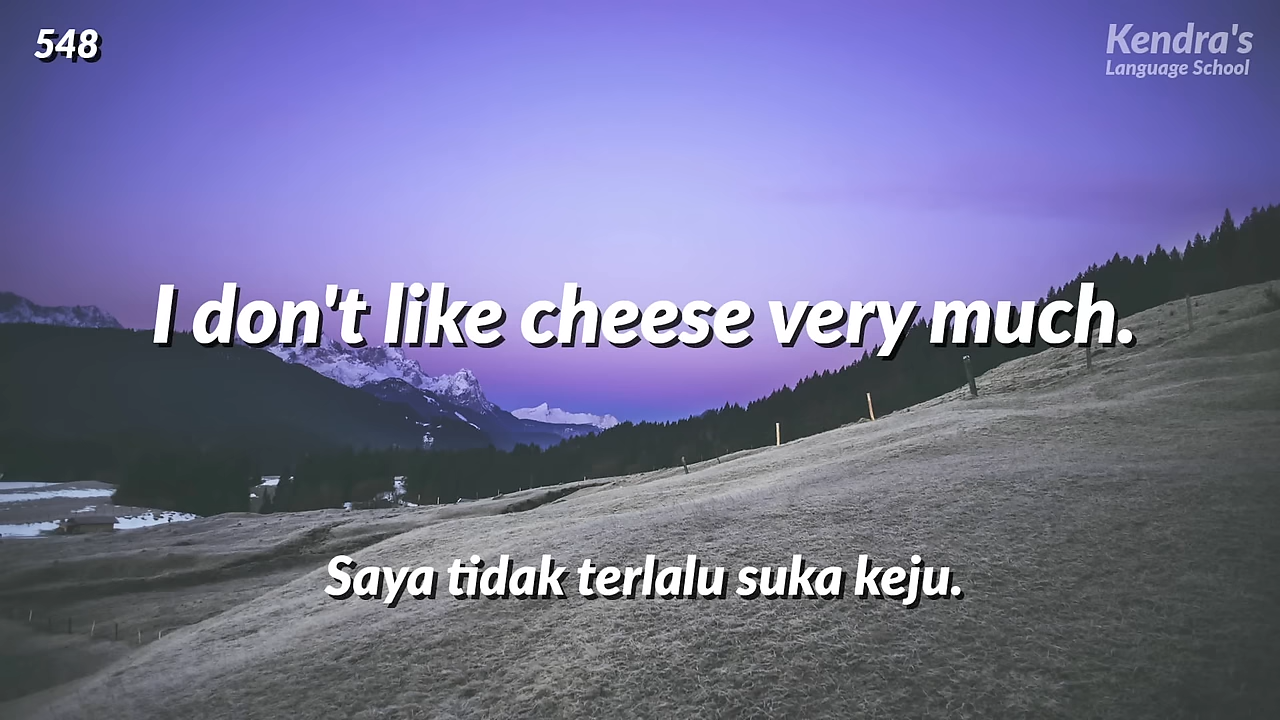 548
Kendra's
Language School
I don't like cheese very much.
Saya tidak terlalu suka keju.